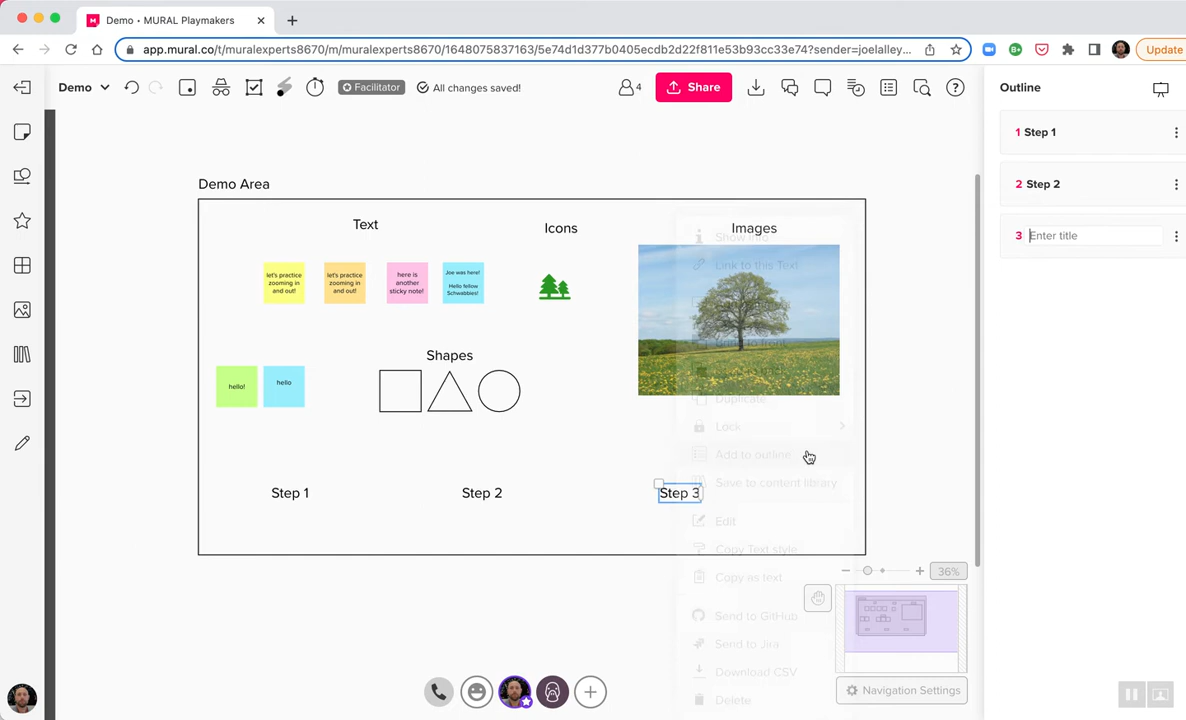 Demo • MURAL Playmakers
app.mural.co/t/muralexperts8670/m/muralexperts8670/1648075837163/5e74d1d377b0405ecdb2d22f811e53b93cc33e74?sender=joelalley...
Update
Demo
Facilitator
All changes saved!
4
Share
Outline
1 Step 1
2 Step 2
3 Enter title
Demo Area
Text
Icons
Images
let's practice
zooming in
and out!
let's practice
zooming in
and out!
here is
another
sticky note!
Joe was here!
Hello fellow
Schwabbies!
Shapes
hello!
hello
Step 1
Step 2
Step 3
Show info
Link to this Text
Bring to front
Duplicate
Lock
Add to outline
Save to content library
Edit
Copy Text style
Copy as text
Send to GitHub
Send to Jira
Download CSV
Delete
36%
Navigation Settings